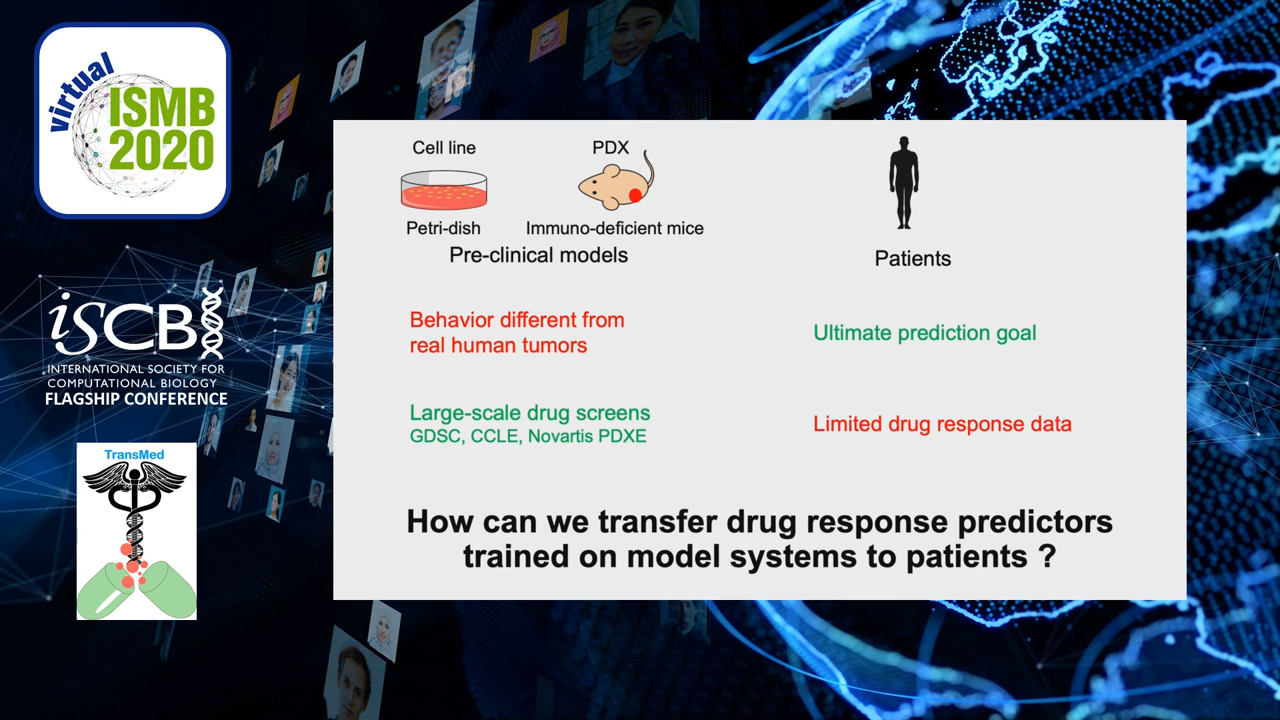 virtual
ISMB
2020
iSCB
INTERNATIONAL SOCIETY FOR
COMPUTATIONAL BIOLOGY
FLAGSHIP CONFERENCE
TransMed
Cell line
PDX
Petri-dish
Immuno-deficient mice
Pre-clinical models
Patients
Behavior different from
real human tumors
Ultimate prediction goal
Large-scale drug screens
GDSC, CCLE, Novartis PDXE
Limited drug response data
How can we transfer drug response predictors
trained on model systems to patients ?